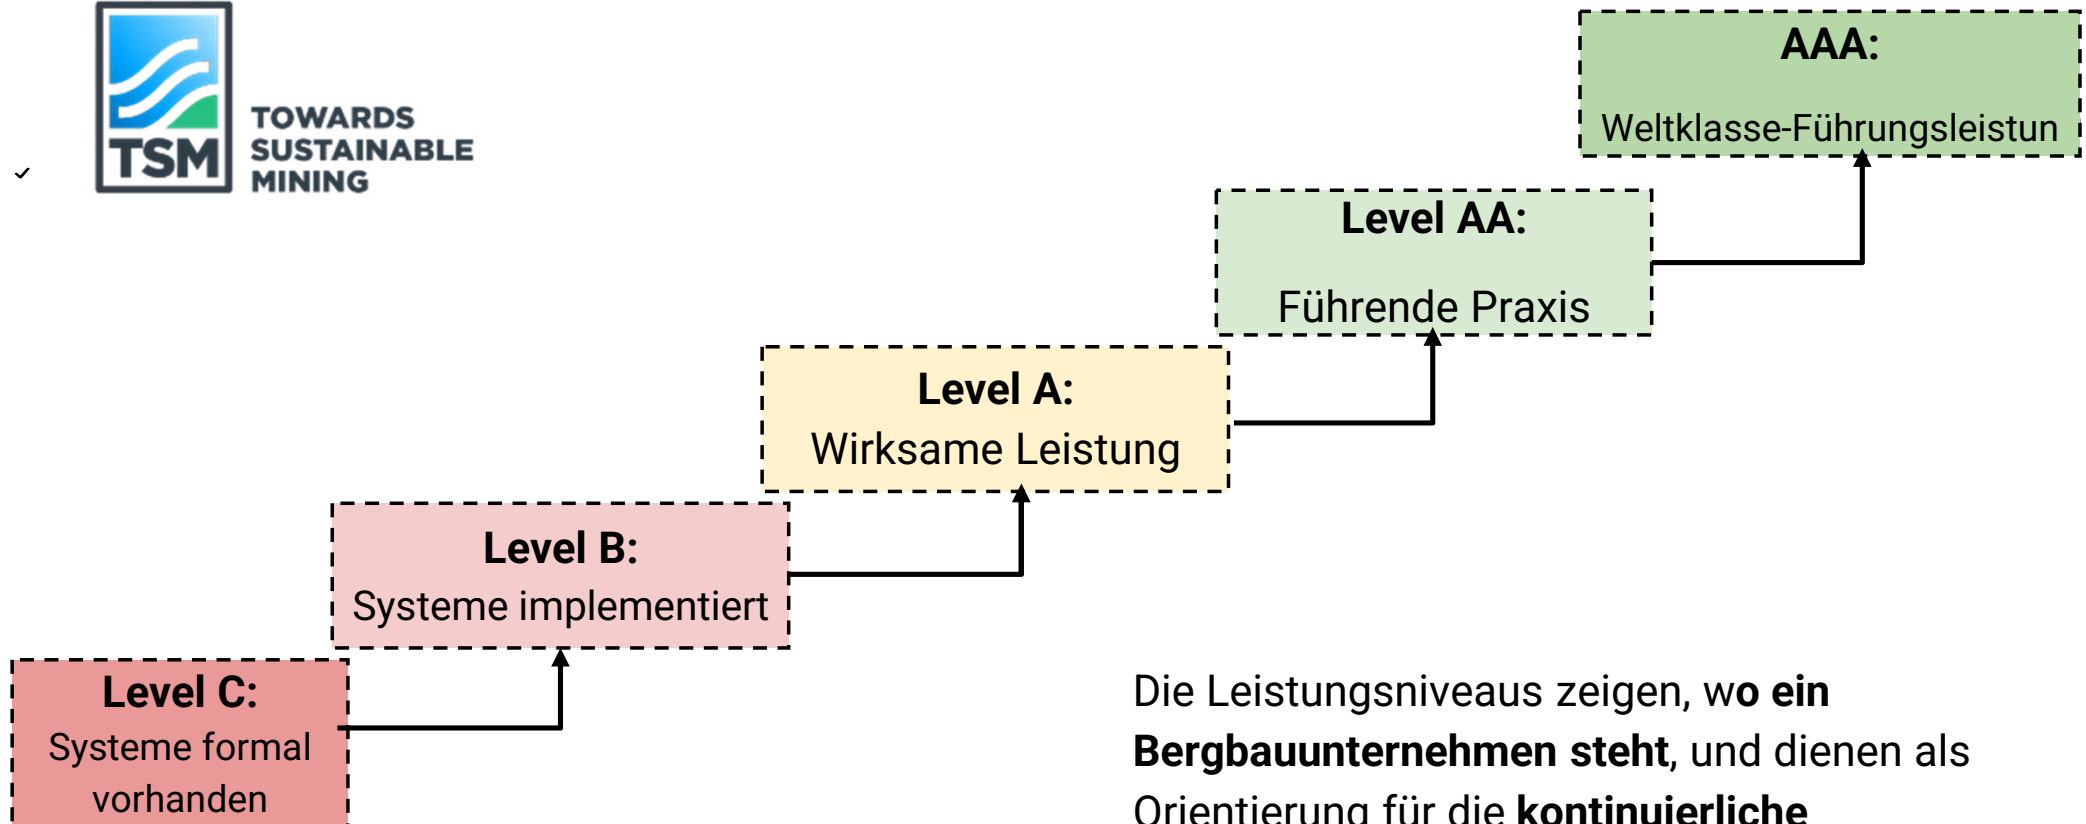 TSM
TOWARDS
SUSTAINABLE
MINING
AAA:
Weltklasse-Führungsleistun
Level AA:
Führende Praxis
Level A:
Wirksame Leistung
Level B:
Systeme implementiert
Level C:
Systeme formal
vorhanden
Die Leistungsniveaus zeigen, wo ein
Bergbauunternehmen steht, und dienen als
Orientierung für die kontinuierliche